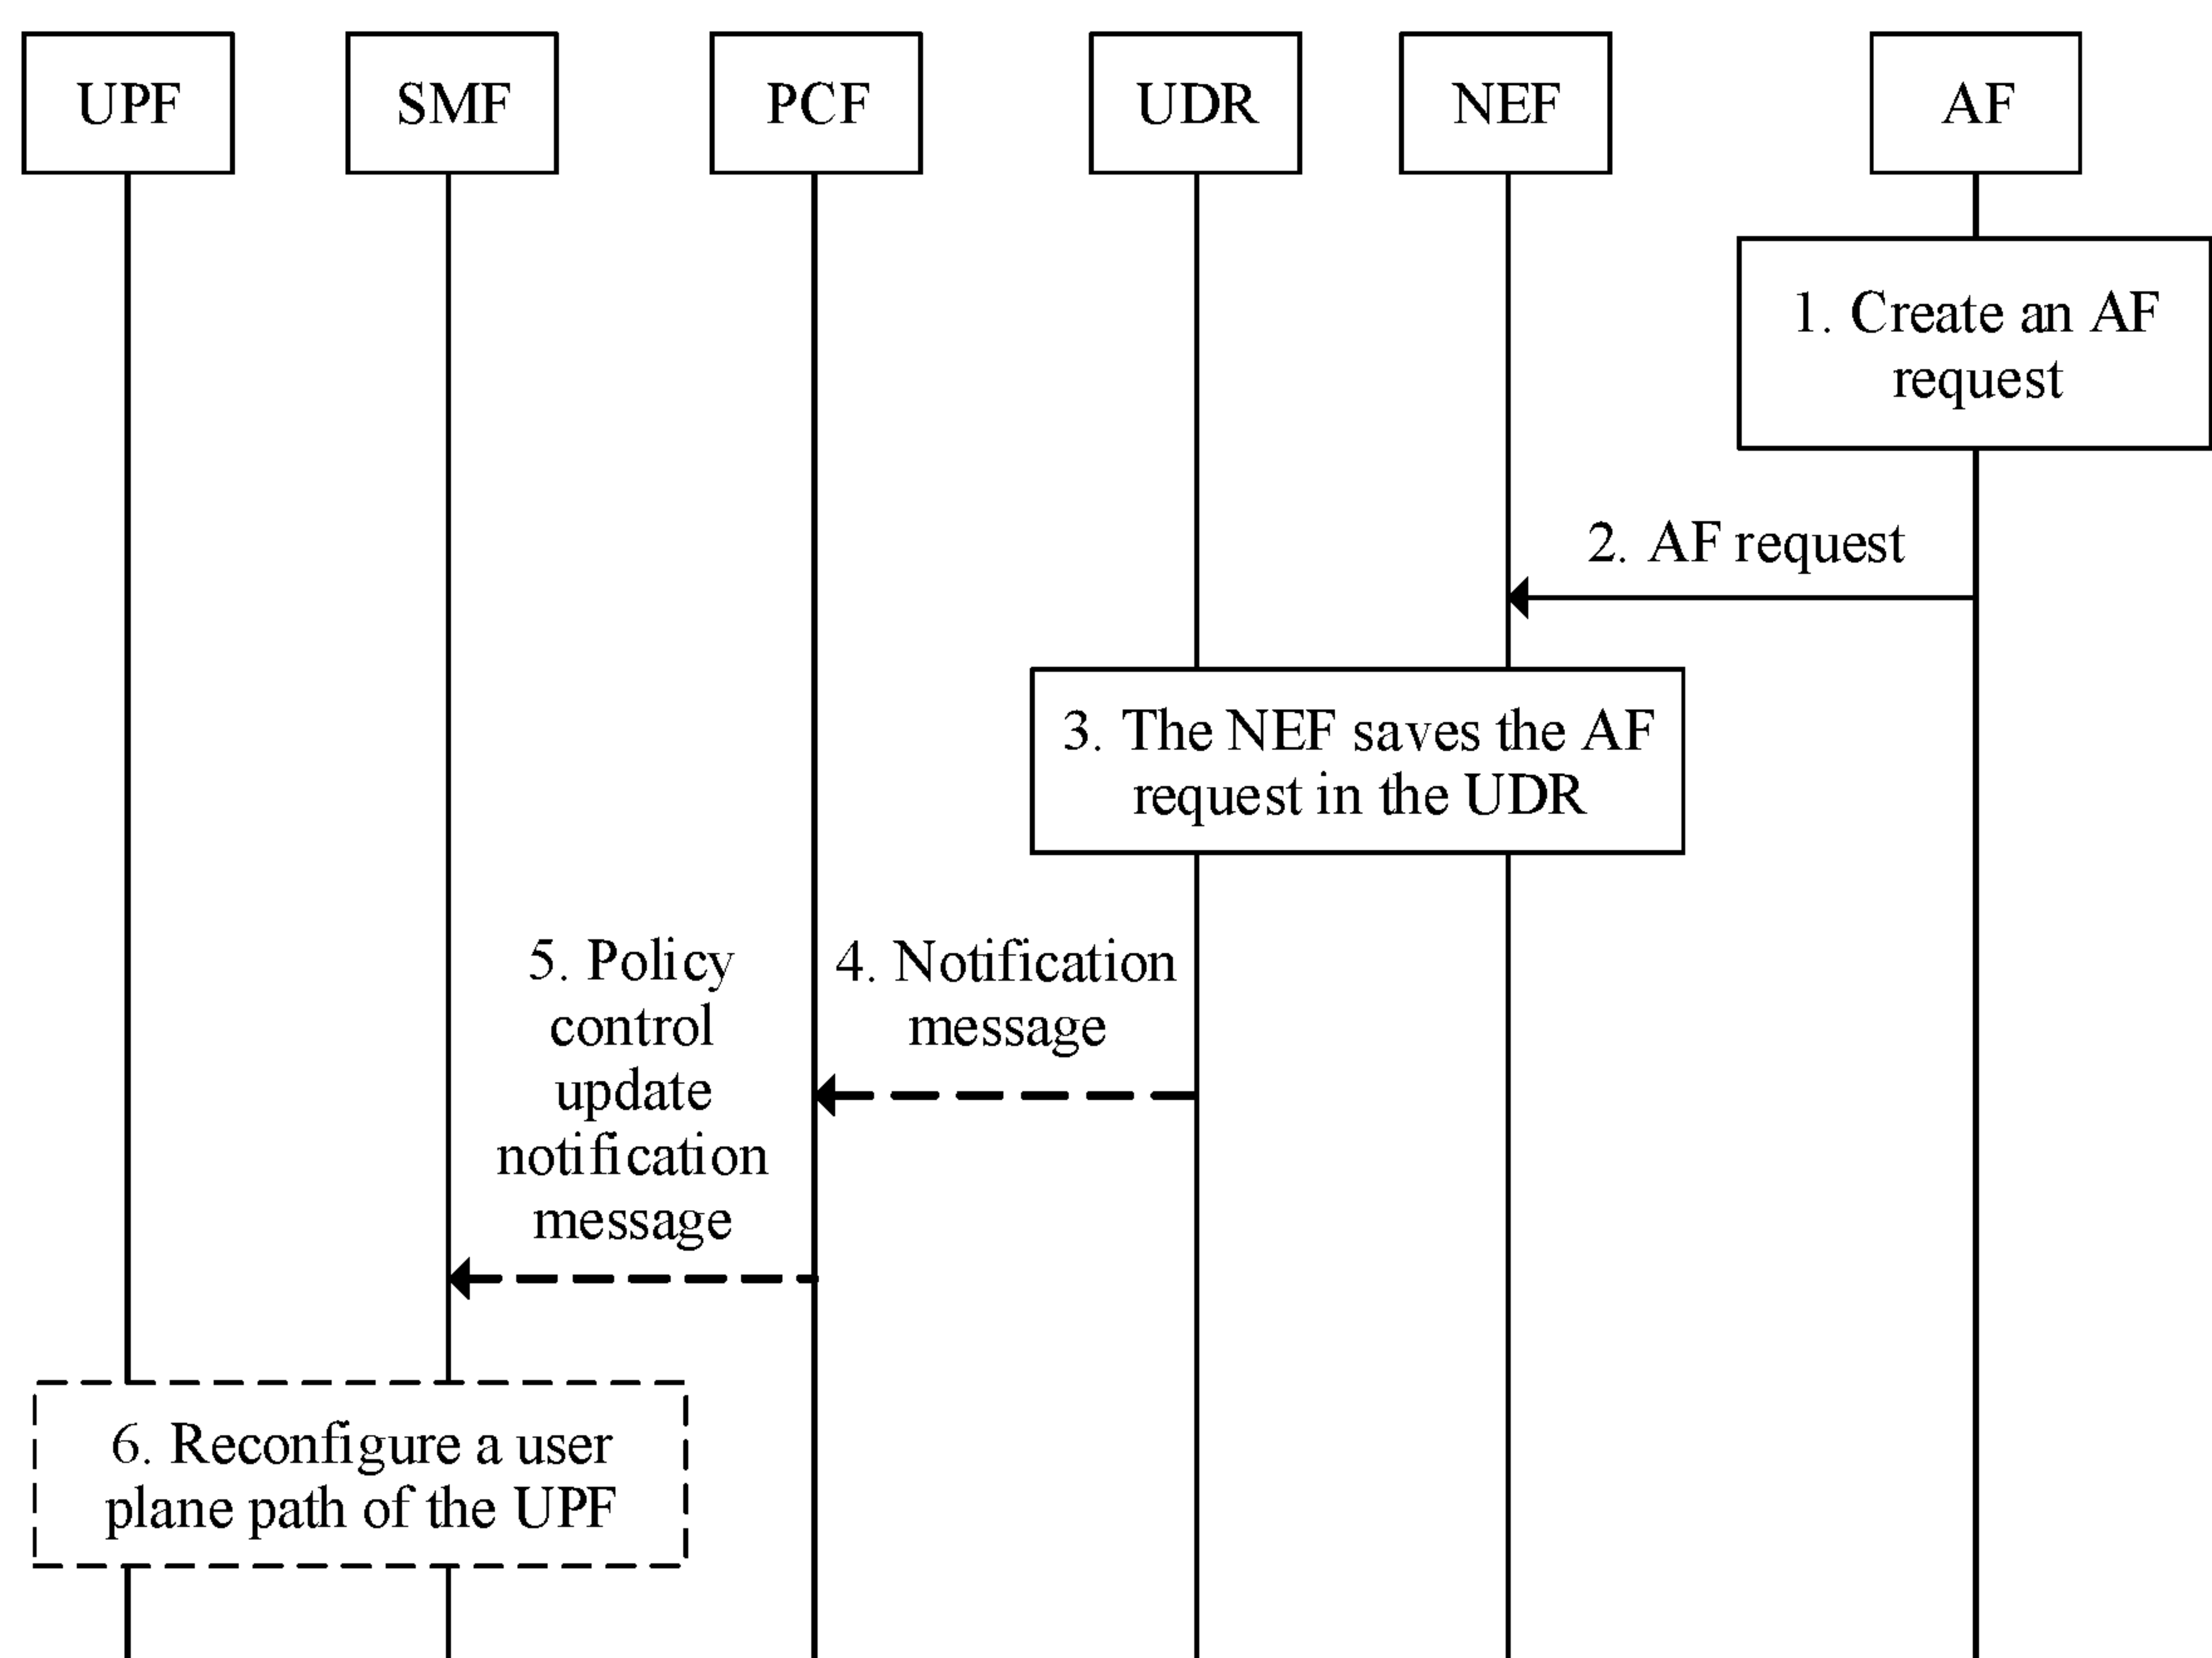 UPF
SMF
PCF
UDR
NEF
AF
1. Create an AF
request
2. AF request
3. The NEF saves the AF
request in the UDR
4. Notification
message
5. Policy
control
update
notification
message
6. Reconfigure a user
plane path of the UPF